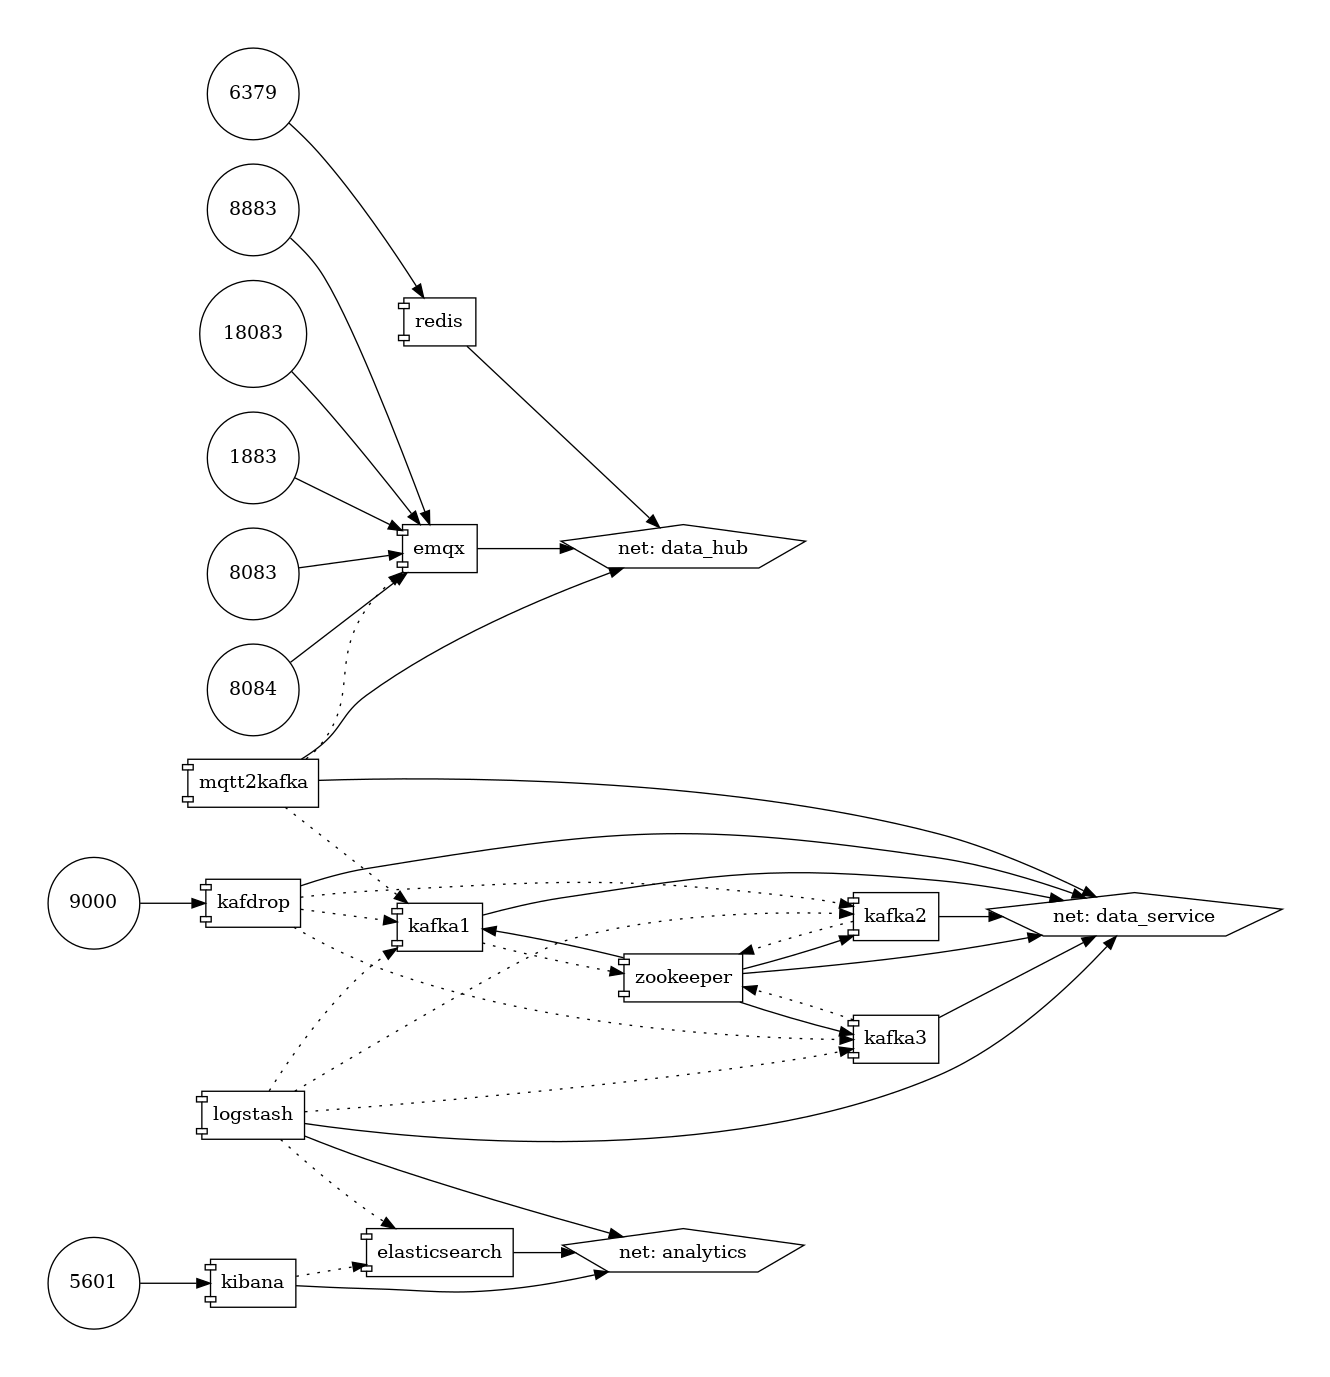 6379
8883
18083
redis
1883
emqx
net: data_hub
8083
8084
mqtt2kafka
9000
kafdrop
kafka1
kafka2
net: data_service
zookeeper
kafka3
logstash
elasticsearch
net: analytics
5601
kibana